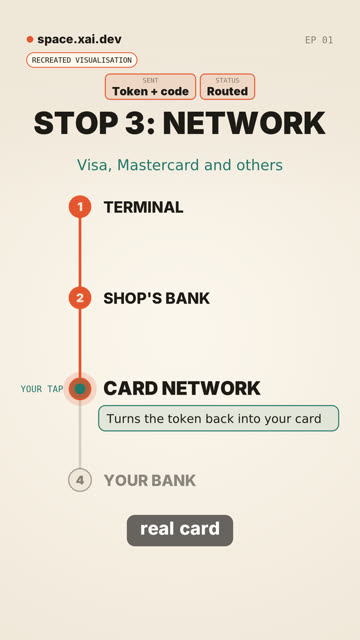 space.xai.dev
EP 01
RECREATED VISUALISATION
SENT
Token + code
STATUS
Routed
STOP 3: NETWORK
Visa, Mastercard and others
1 TERMINAL
2 SHOP'S BANK
YOUR TAP CARD NETWORK
Turns the token back into your card
4 YOUR BANK
real card